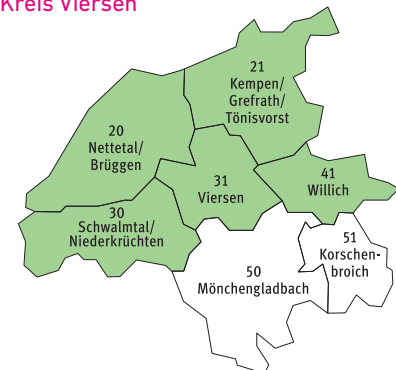 Kreis Viersen
21
Kempen/
Grefrath/
Tönisvorst
20
Nettetal/
Brüggen
31
Viersen
41
Willich
30
Schwalmtal/
Niederkrüchten
51
Korschen-
broich
50
Mönchengladbach